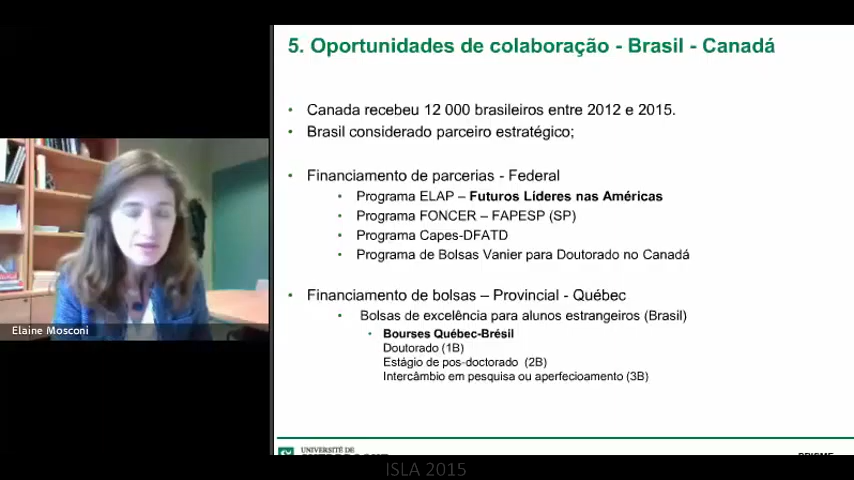 5. Oportunidades de colaboração - Brasil - Canadá
Canada recebeu 12 000 brasileiros entre 2012 e 2015.
Brasil considerado parceiro estratégico;
Financiamento de parcerias - Federal
Programa ELAP – Futuros Líderes nas Américas
Programa FONCER – FAPESP (SP)
Programa Capes-DFATD
Programa de Bolsas Vanier para Doutorado no Canadá
Financiamento de bolsas – Provincial - Québec
Bolsas de excelência para alunos estrangeiros (Brasil)
Bourses Québec-Brésil
Doutorado (1B)
Estágio de pos-doctorado (2B)
Intercâmbio em pesquisa ou aperfecioamento (3B)
Elaine Mosconi
UNIVERSITÉ DE
ISLA 2015